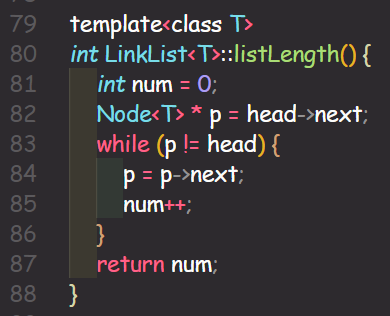 79 template<class T>
80 int LinkList<T>::listLength() {
81 int num = 0;
82 Node<T> * p = head->next;
83 while (p != head) {
84 p = p->next;
85 num++;
86 }
87 return num;
88 }